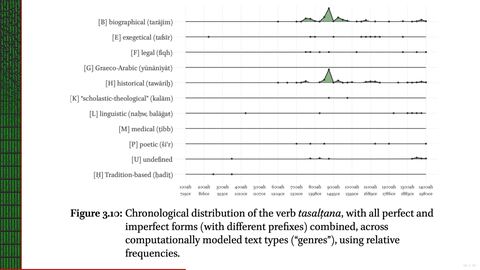 [B] biographical (tarājim)
[E] exegetical (tafsīr)
[F] legal (fiqh)
[G] Graeco-Arabic (yūnāniyāt)
[H] historical (tawārīḫ)
[K] "scholastic-theological" (kalām)
[L] linguistic (naḥw, balāġat)
[M] medical (ṭibb)
[P] poetic (šiʿr)
[U] undefined
[Ḥ] Tradition-based (ḥadīṯ)
Figure 3.10: Chronological distribution of the verb tasalṭana, with all perfect and
imperfect forms (with different prefixes) combined, across
computationally modeled text types ("genres"), using relative
frequencies.